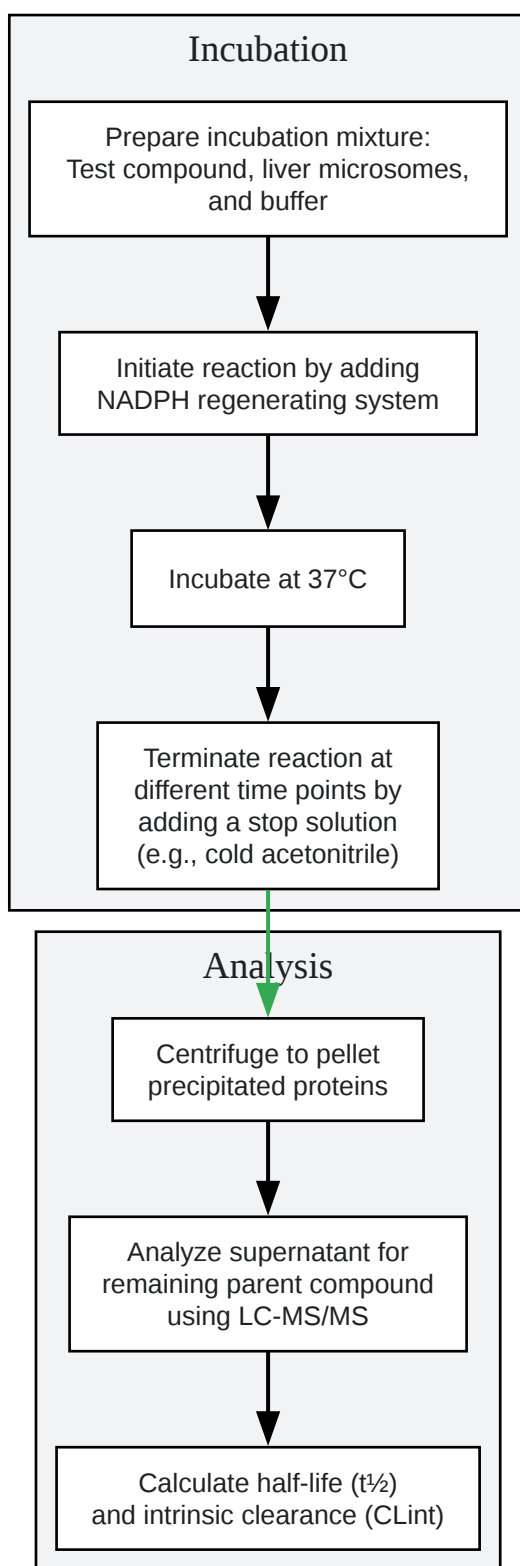 Incubation
Prepare incubation mixture:
Test compound, liver microsomes,
and buffer
Initiate reaction by adding
NADPH regenerating system
Incubate at 37°C
Terminate reaction at
different time points by
adding a stop solution
(e.g., cold acetonitrile)
Analysis
Centrifuge to pellet
precipitated proteins
Analyze supernatant for
remaining parent compound
using LC-MS/MS
Calculate half-life (t½)
and intrinsic clearance (CLint)